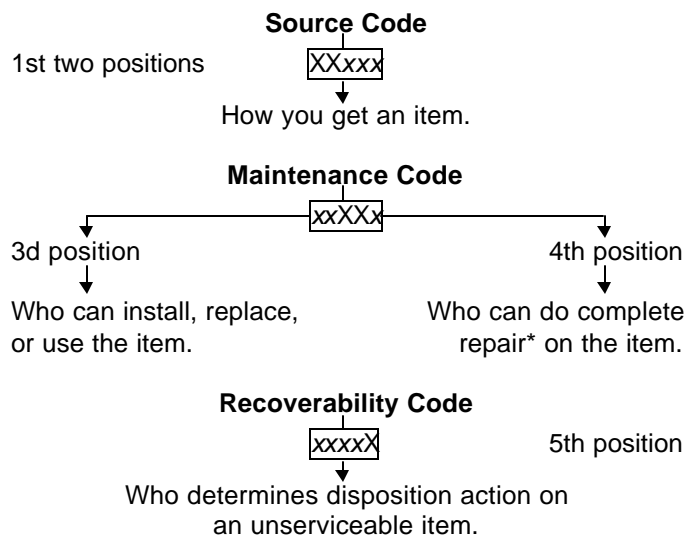 Source Code
1st two positions XXxxx
How you get an item.
Maintenance Code
xxXXx
3d position 4th position
Who can install, replace, Who can do complete
or use the item. repair* on the item.
Recoverability Code
xxxxX 5th position
Who determines disposition action on
an unserviceable item.